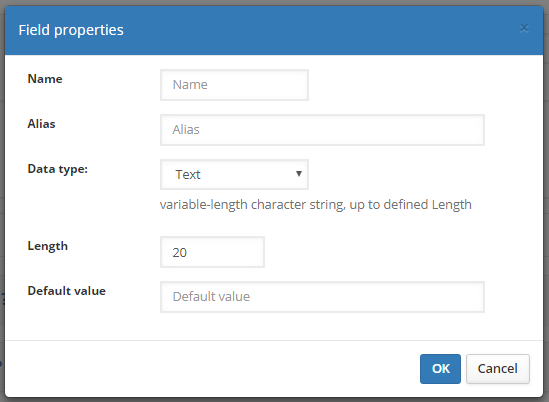 Field properties ×
Name Name
Alias Alias
Data type: Text
variable-length character string, up to defined Length
Length 20
Default value Default value
OK Cancel